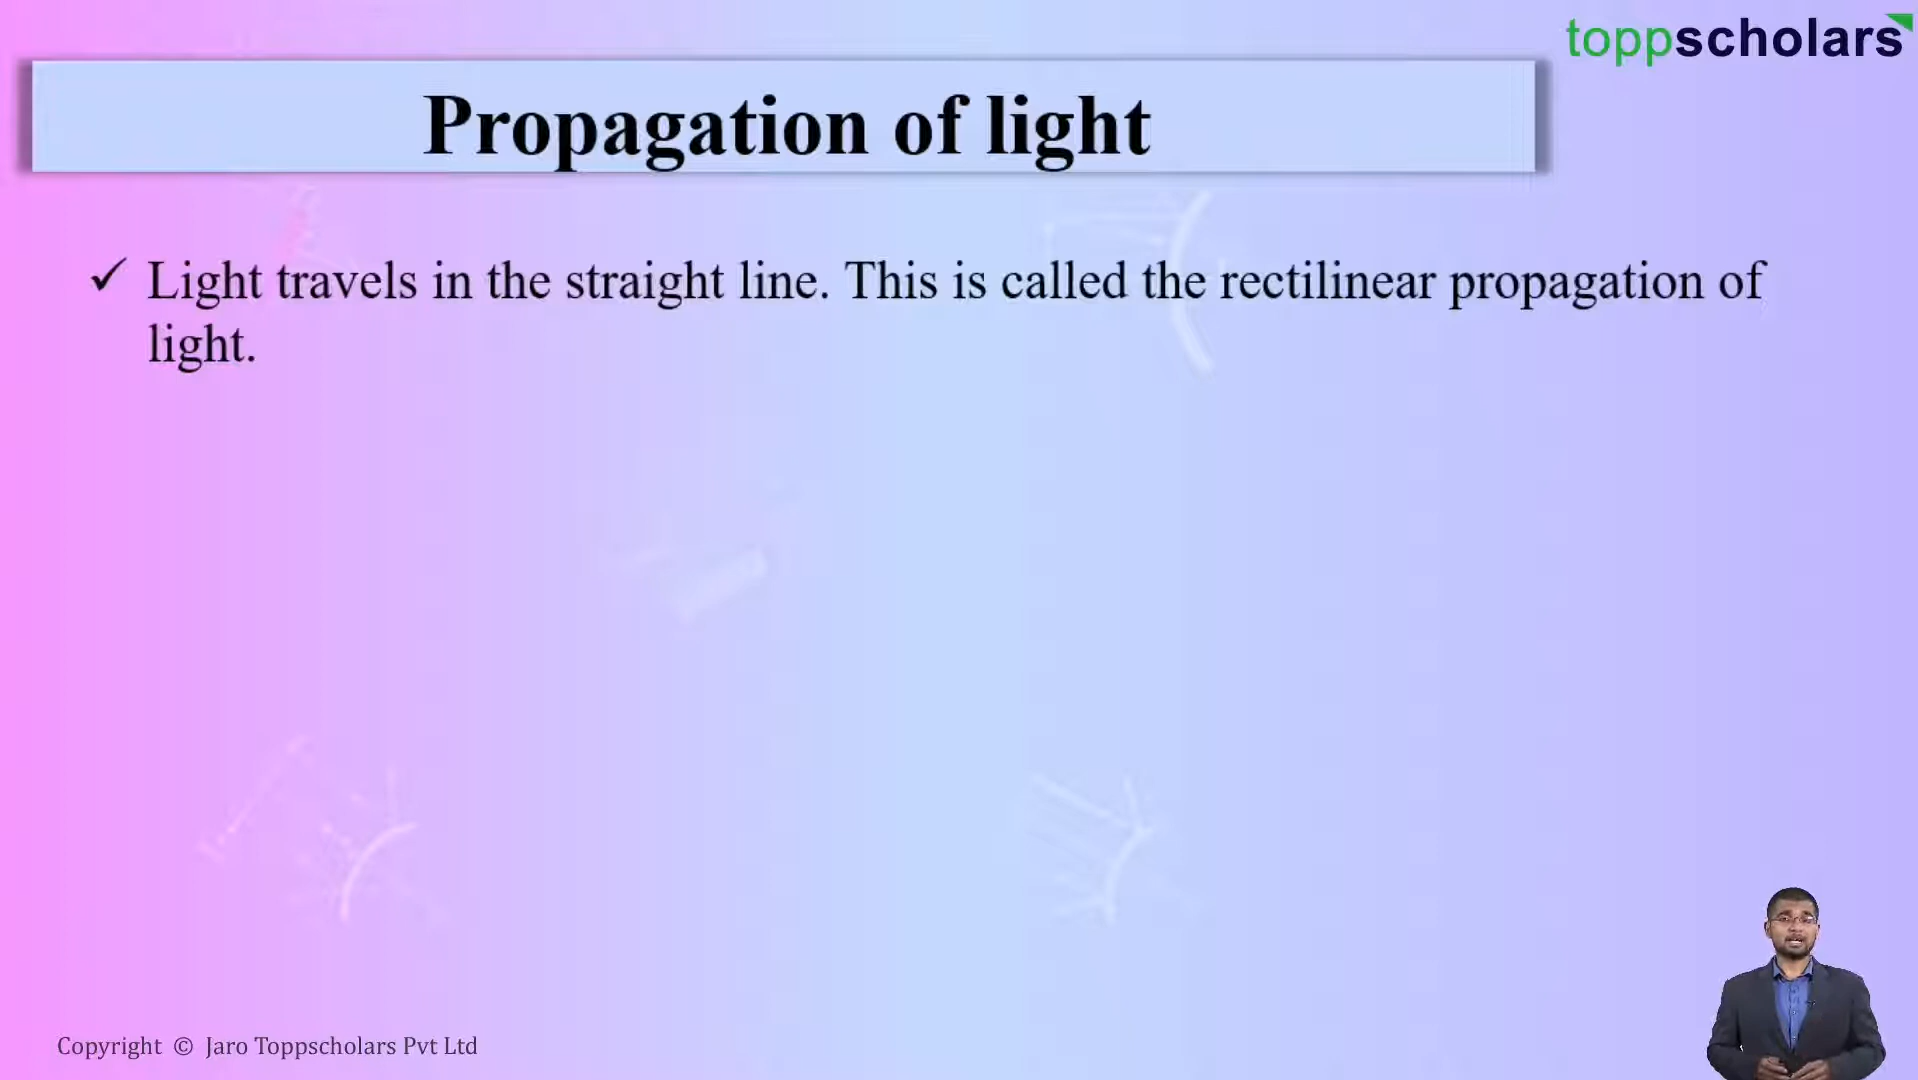 toppscholars
Propagation of light
✓ Light travels in the straight line. This is called the rectilinear propagation of
light.
Copyright © Jaro Toppscholars Pvt Ltd